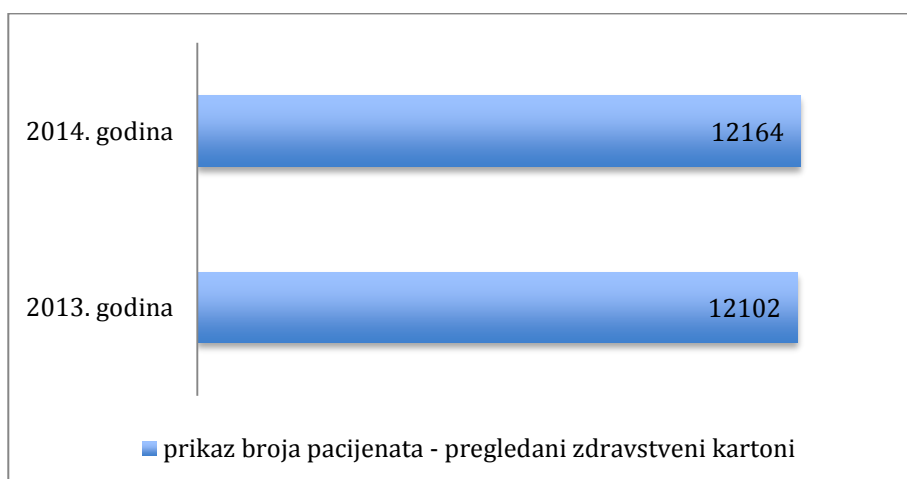 2014. godina
12164
2013. godina
12102
prikaz broja pacijenata - pregledani zdravstveni kartoni